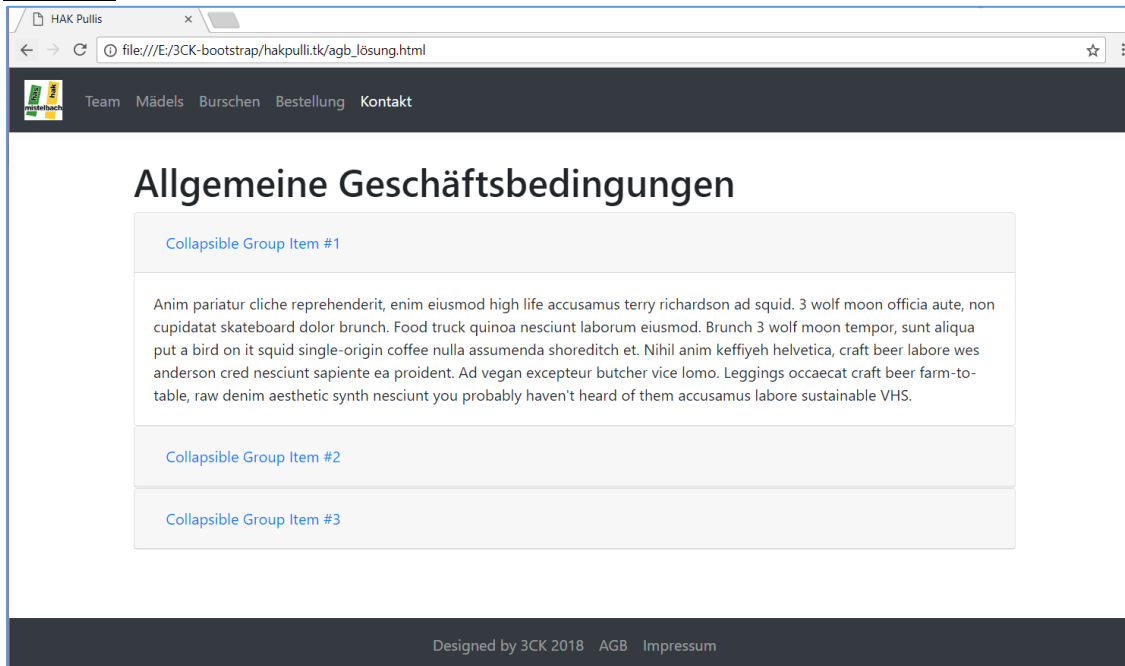 HAK Pullis
file:///E:/3CK-bootstrap/hakpulli.tk/agb_lösung.html
has hak
mistelbach
Team Mädels Burschen Bestellung Kontakt
Allgemeine Geschäftsbedingungen
Collapsible Group Item #1
Anim pariatur cliche reprehenderit, enim eiusmod high life accusamus terry richardson ad squid. 3 wolf moon officia aute, non
cupidatat skateboard dolor brunch. Food truck quinoa nesciunt laborum eiusmod. Brunch 3 wolf moon tempor, sunt aliqua
put a bird on it squid single-origin coffee nulla assumenda shoreditch et. Nihil anim keffiyeh helvetica, craft beer labore wes
anderson cred nesciunt sapiente ea proident. Ad vegan excepteur butcher vice lomo. Leggings occaecat craft beer farm-to-
table, raw denim aesthetic synth nesciunt you probably haven't heard of them accusamus labore sustainable VHS.
Collapsible Group Item #2
Collapsible Group Item #3
Designed by 3CK 2018 AGB Impressum